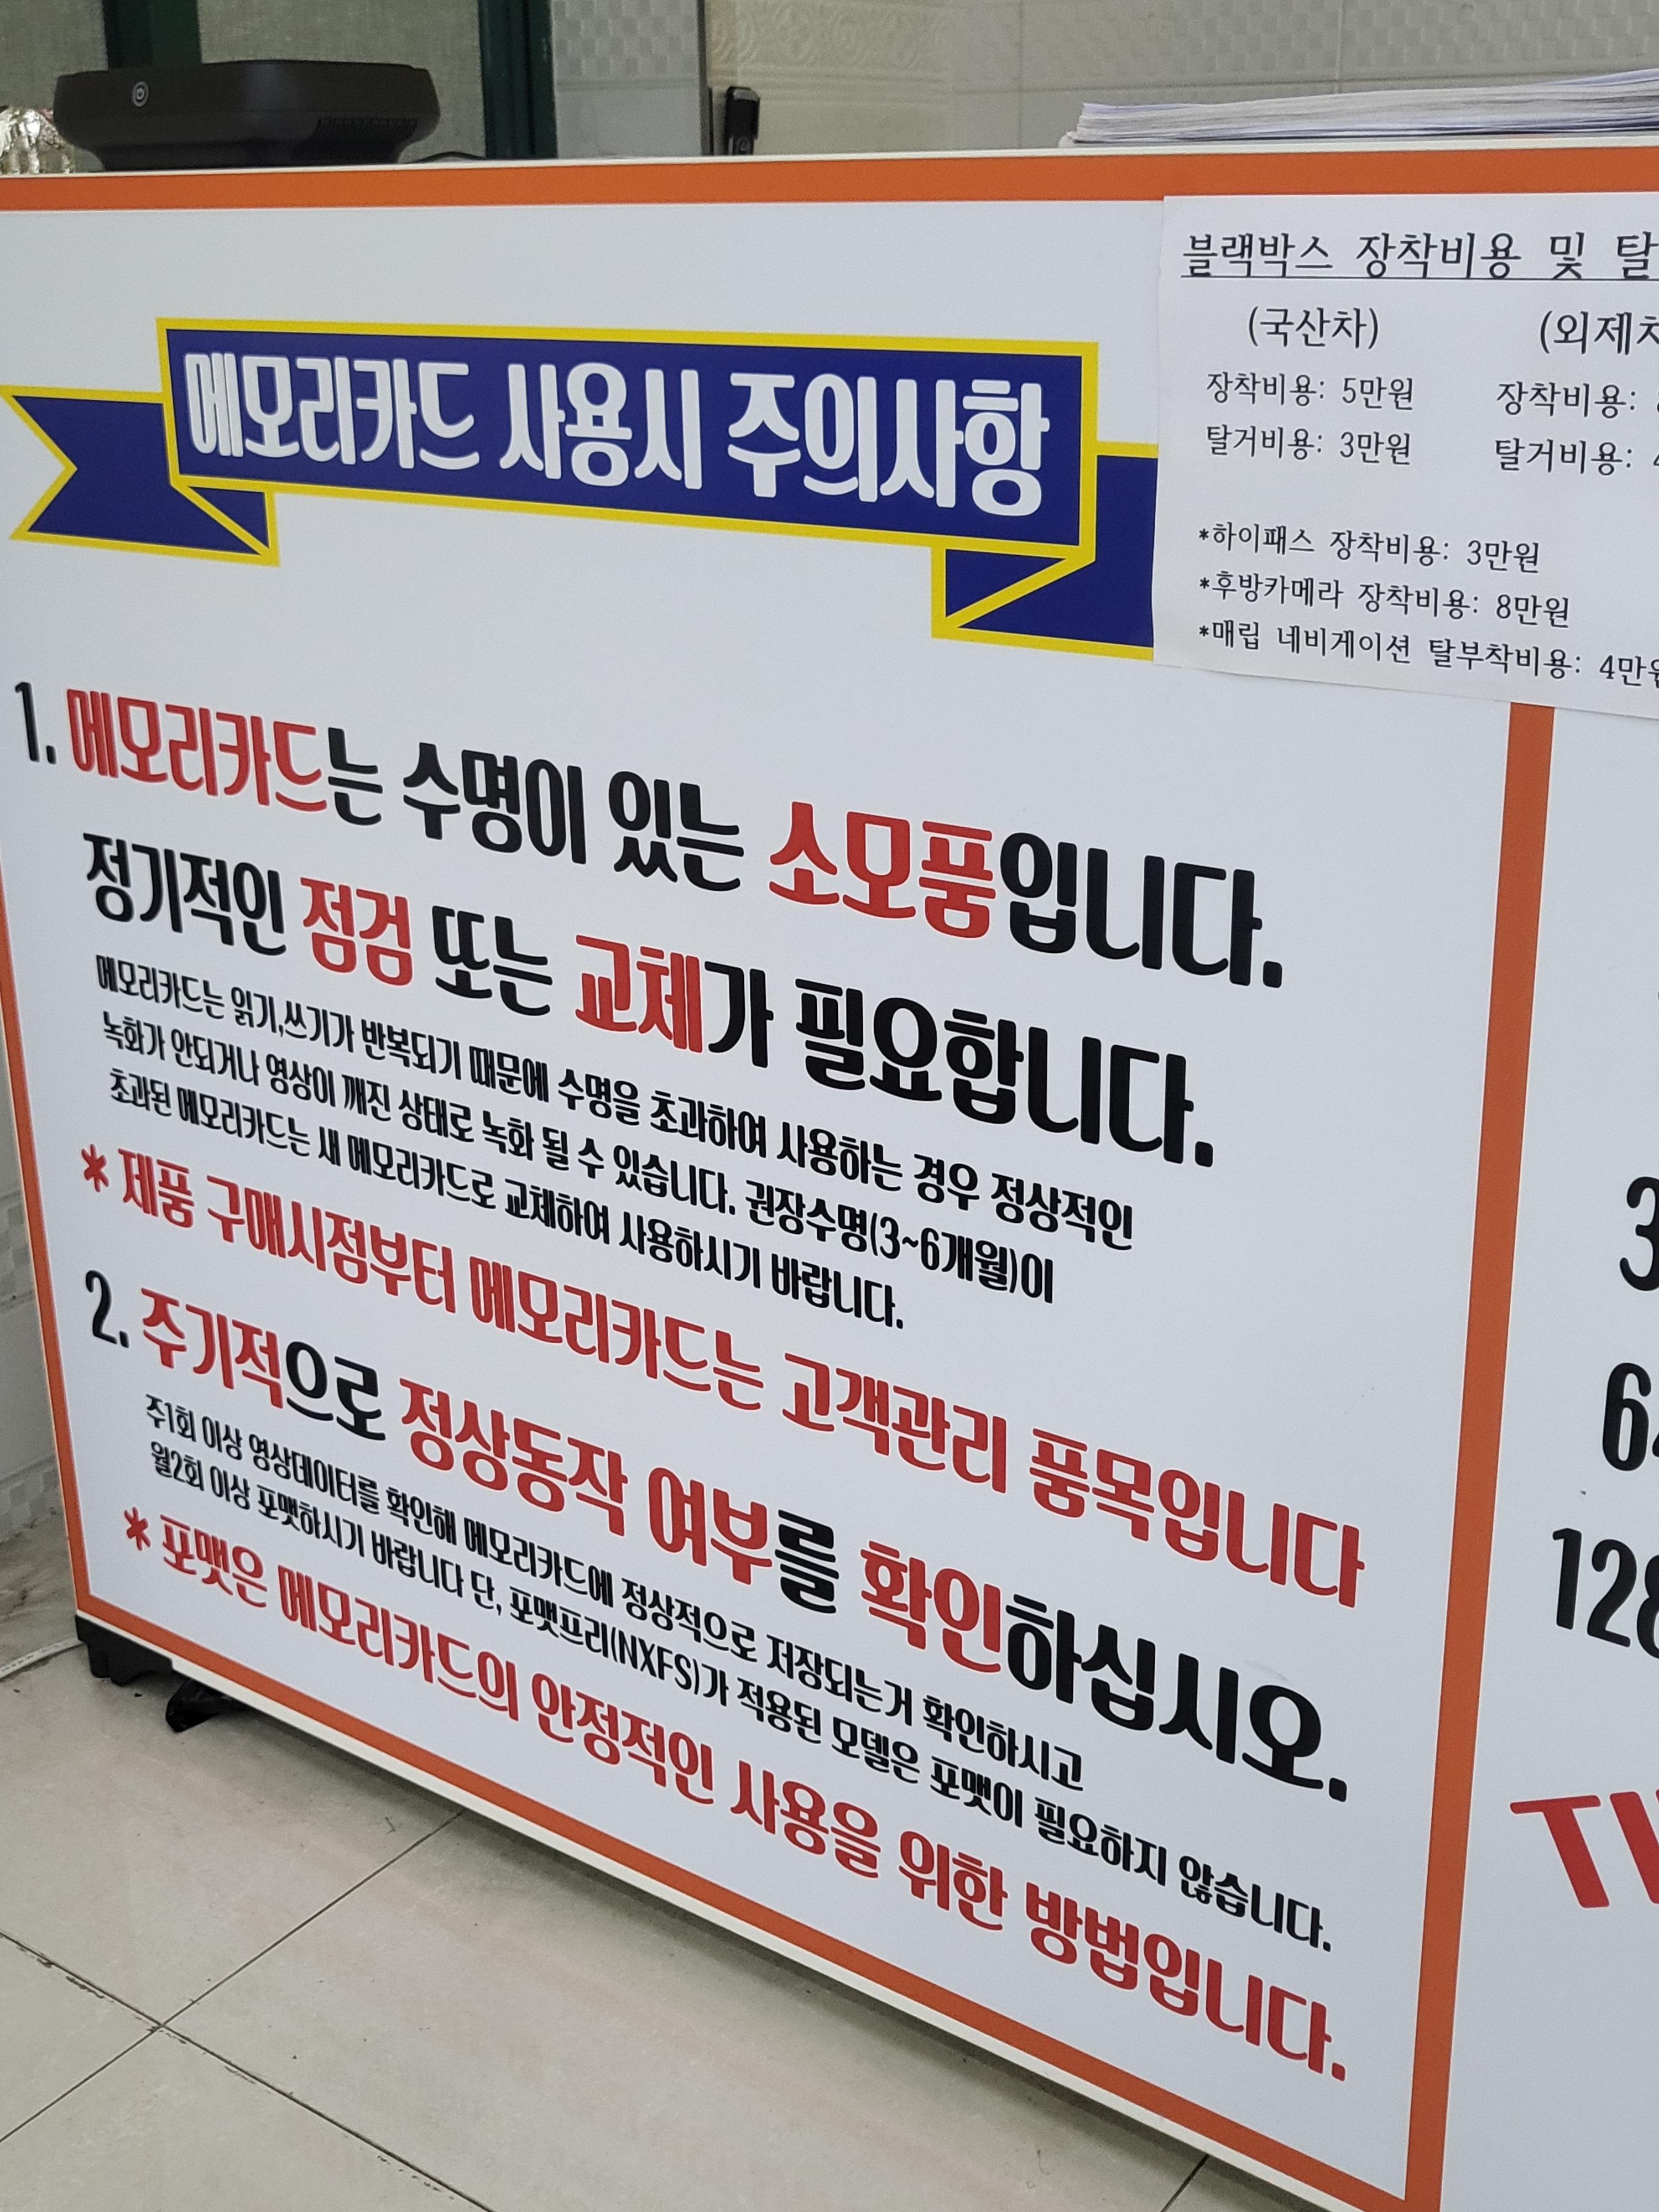 메모리카드 사용시 주의사항
1. 메모리카드는 수명이 있는 소모품입니다.
정기적인 점검 또는 교체가 필요합니다.
메모리카드는 읽기,쓰기가 반복되기 때문에 수명을 초과하여 사용하는 경우 정상적인
녹화가 안되거나 영상이 깨진 상태로 녹화 될 수 있습니다. 권장수명(3~6개월)이
초과된 메모리카드는 새 메모리카드로 교체하여 사용하시기 바랍니다.
* 제품 구매시점부터 메모리카드는 고객관리 품목입니다
2. 주기적으로 정상동작 여부를 확인하십시오.
주1회 이상 영상데이터를 확인해 메모리카드에 정상적으로 저장되는거 확인하시고
월2회 이상 포맷하시기 바랍니다 단, 포맷프리(NXFS)가 적용된 모델은 포맷이 필요하지 않습니다.
* 포맷은 메모리카드의 안정적인 사용을 위한 방법입니다.
블랙박스 장착비용 및 탈
(국산차) (외제차
장착비용: 5만원 장착비용:
탈거비용: 3만원 탈거비용: 4
*하이패스 장착비용: 3만원
*후방카메라 장착비용: 8만원
*매립 네비게이션 탈부착비용: 4만원
3
64
128